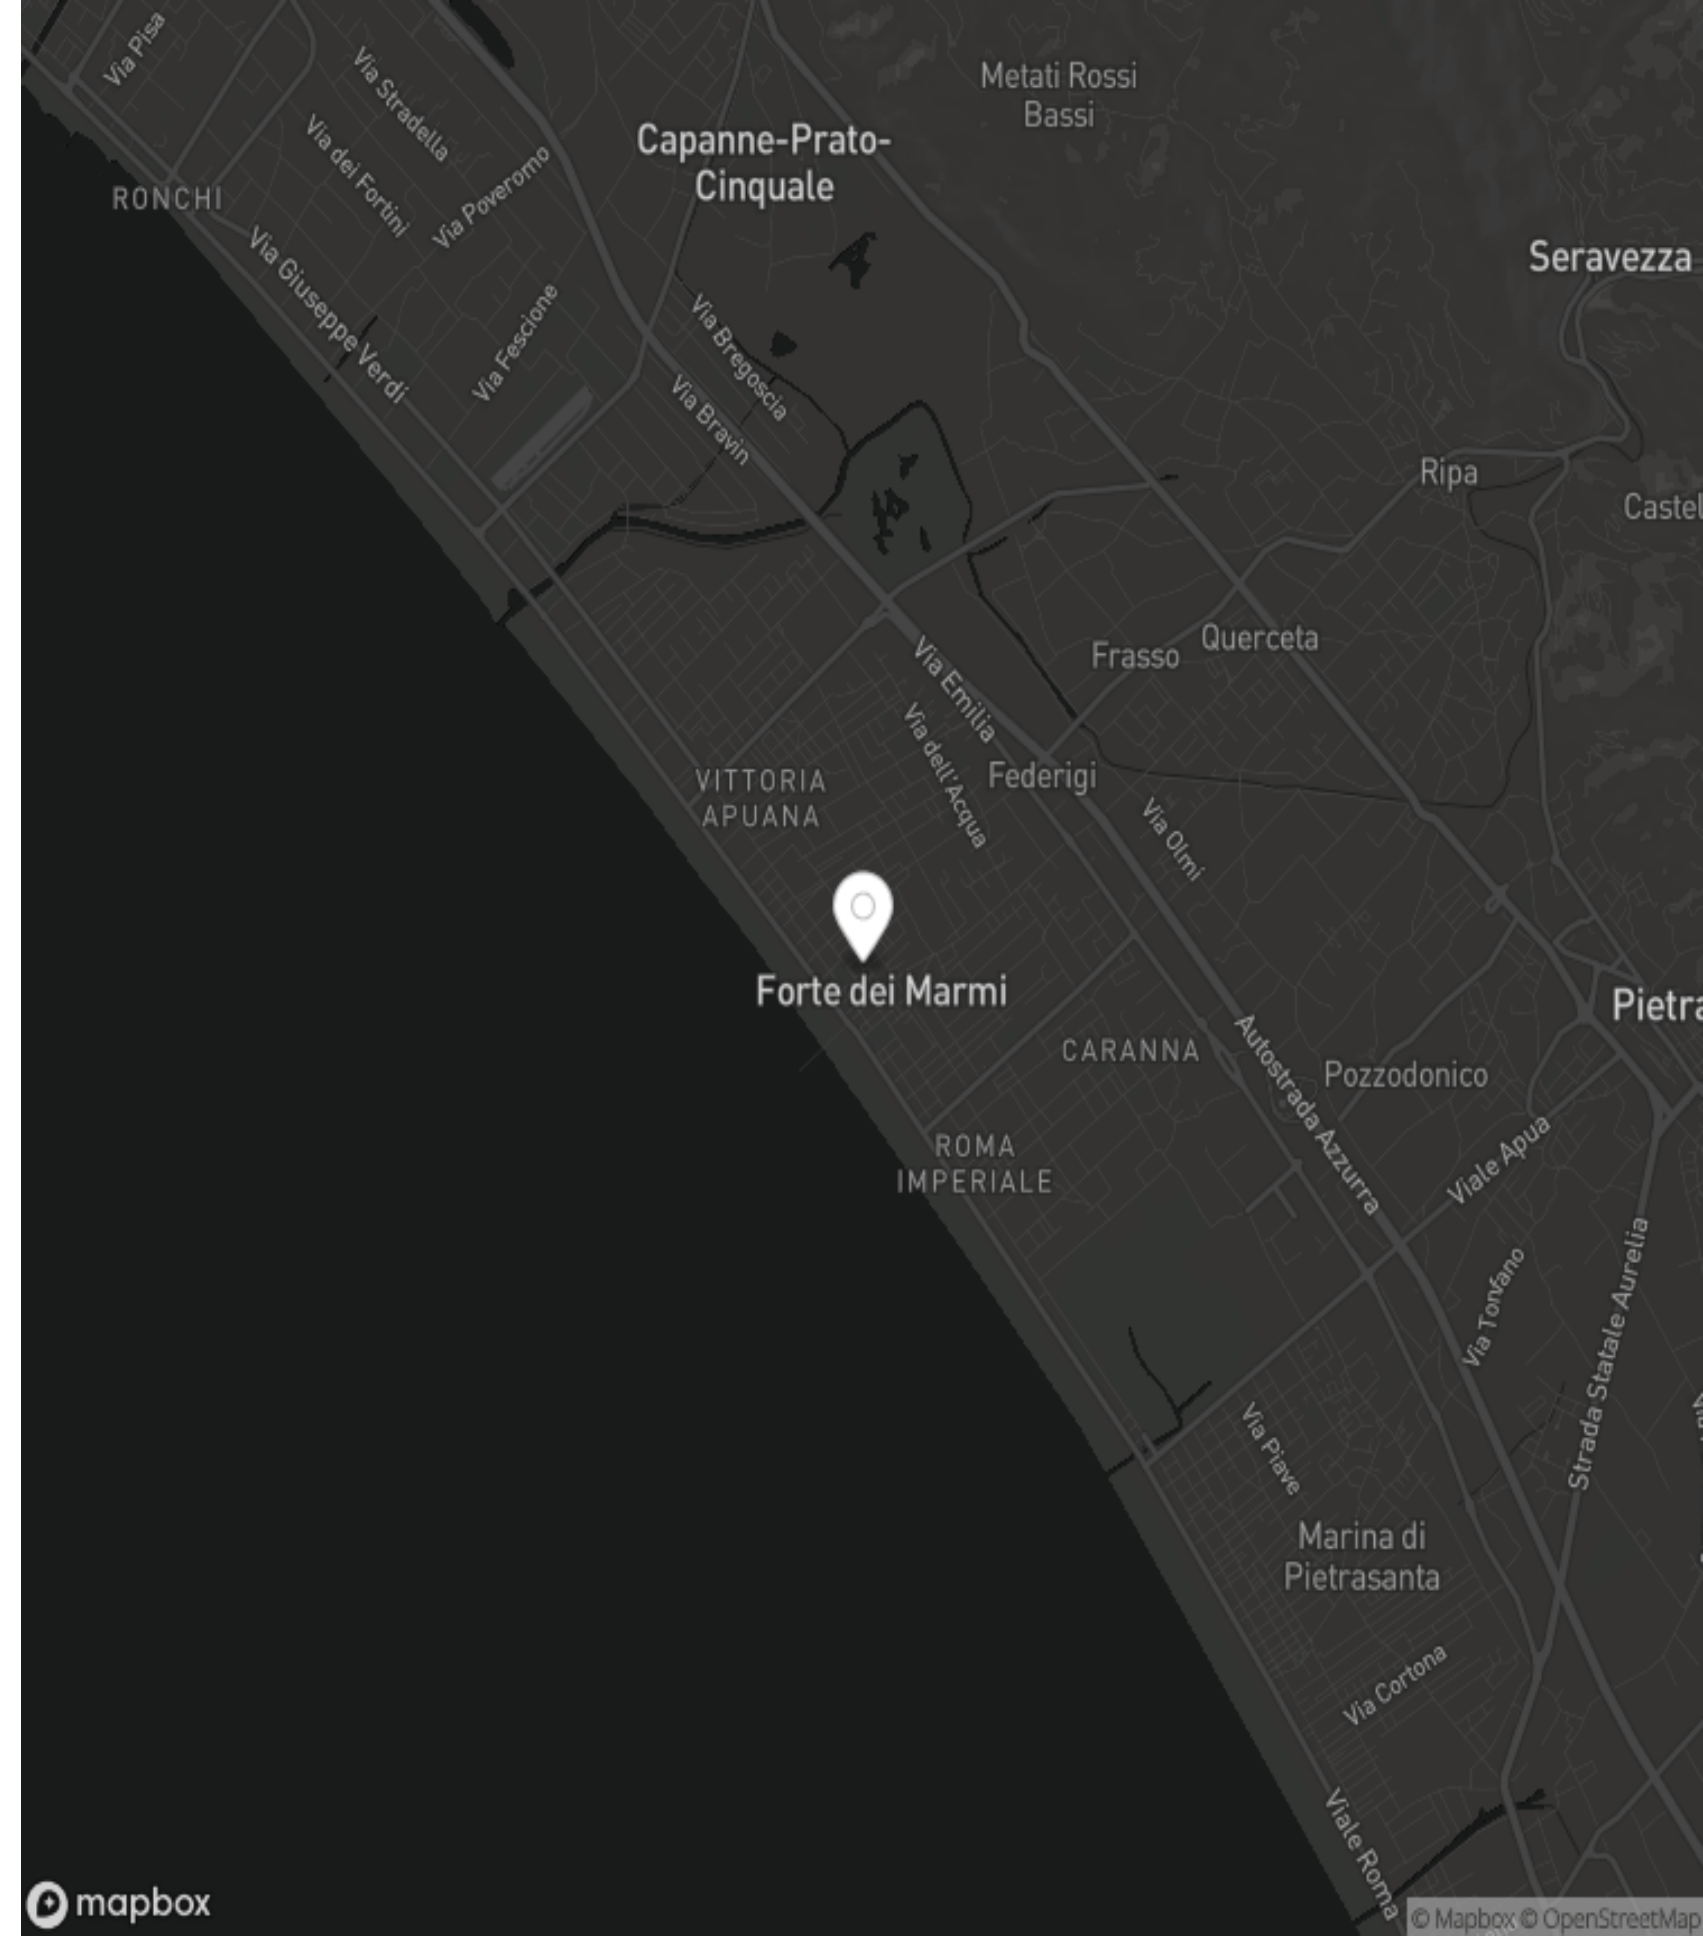 Via Pisa
Via Stradella
Metati Rossi
Bassi
Via dei Fortini
Capanne-Prato-
Cinquale
Via Poveromo
RONCHI
Via Giuseppe Verdi
Seravezza
Via Fescione
Via Bregoscia
Via Bravin
Ripa
Castel
Querceta
Frasso
Via Emilia
Via dell'Acqua
VITTORIA
APUANA
Federigi
Via Olmi
Forte dei Marmi
Pietra
CARANNA
Autostrada Azzurra
Pozzodonico
ROMA
IMPERIALE
Viale Apua
Via Tonfano
Strada Statale Aurelia
Via Piave
Marina di
Pietrasanta
Via Cortona
Viale Roma
mapbox
© Mapbox © OpenStreetMap